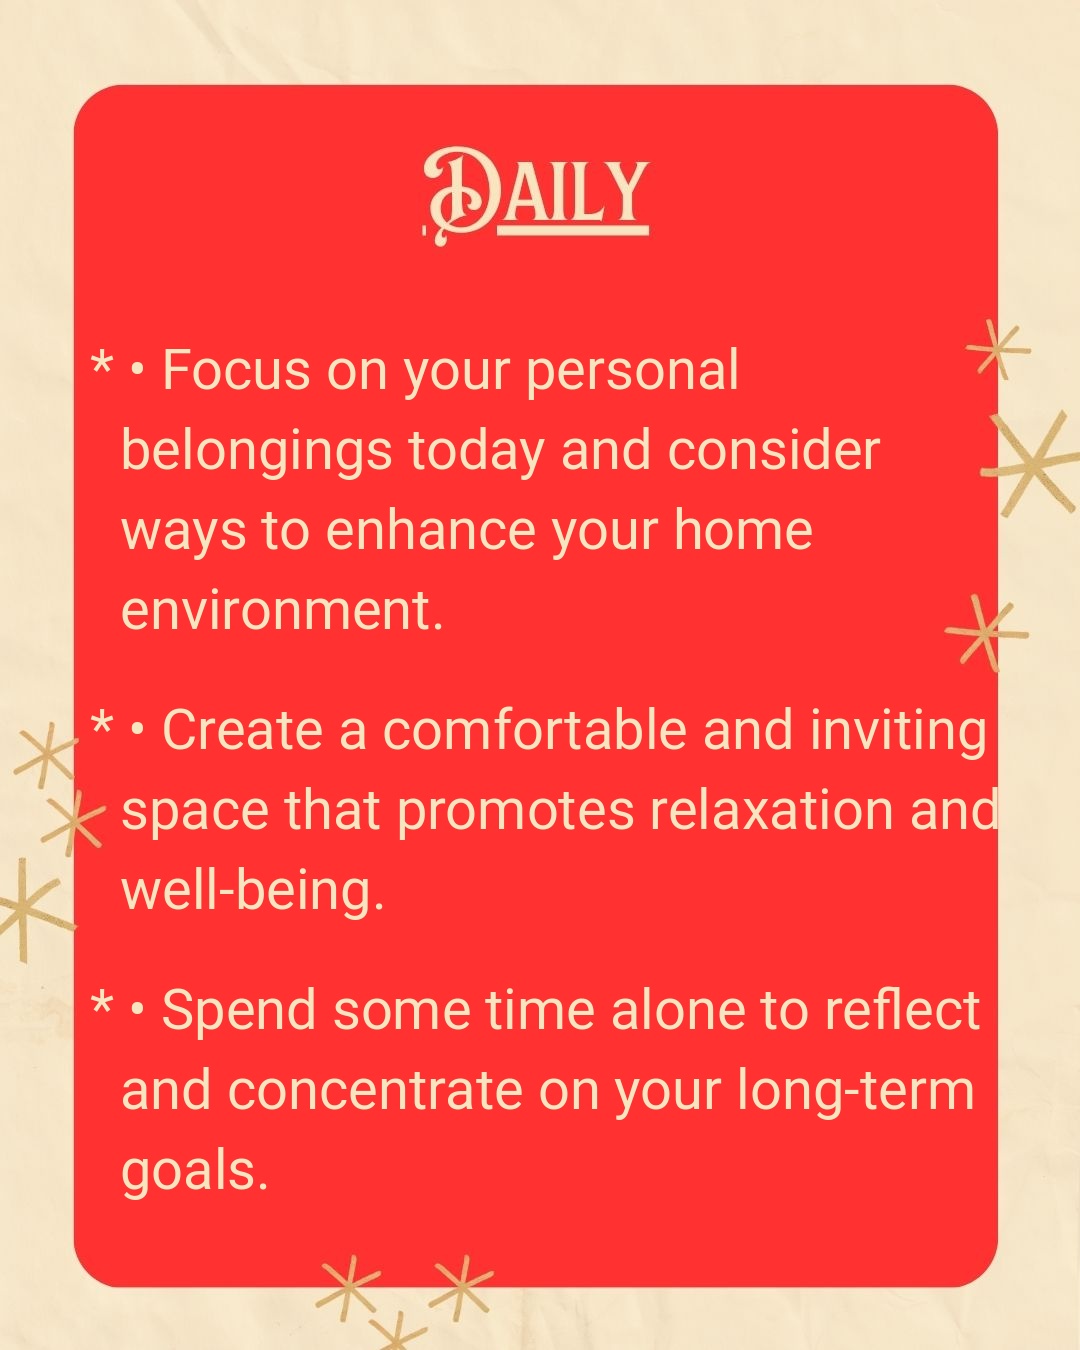 Daily
* • Focus on your personal
belongings today and consider
ways to enhance your home
environment.
* • Create a comfortable and inviting
space that promotes relaxation and
well-being.
* • Spend some time alone to reflect
and concentrate on your long-term
goals.